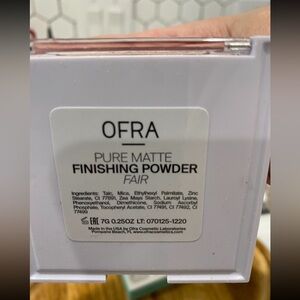 OFRA
PURE MATTE
FINISHING POWDER
FAIR
Ingredients: Talc, Mica, Ethylhexyl Palmitate, Zinc
Stearate, CI 77891, Zea Mays Starch, Lauroyl Lysine,
Phenoxyethanol, Dimethicone, Sodium Ascorbyl
Phosphate, Tocopheryl Acetate, CI 77491, CI 77492, CI
77499
7G 0.25OZ LT: 070125-1220
Made in the USA by Ofra Cosmetic Laboratories
Pompano Beach, FL www.ofracosmetics.com